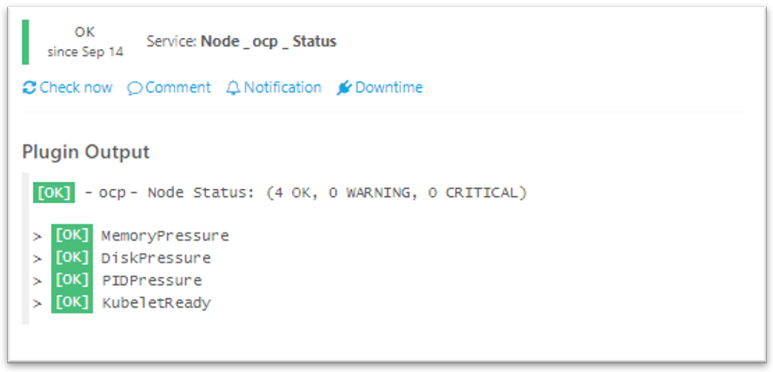 OK
since Sep 14
Service: Node _ ocp _ Status
Check now Comment Notification Downtime
Plugin Output
[OK] - ocp - Node Status: (4 OK, 0 WARNING, 0 CRITICAL)
> [OK] MemoryPressure
> [OK] DiskPressure
> [OK] PIDPressure
> [OK] KubeletReady